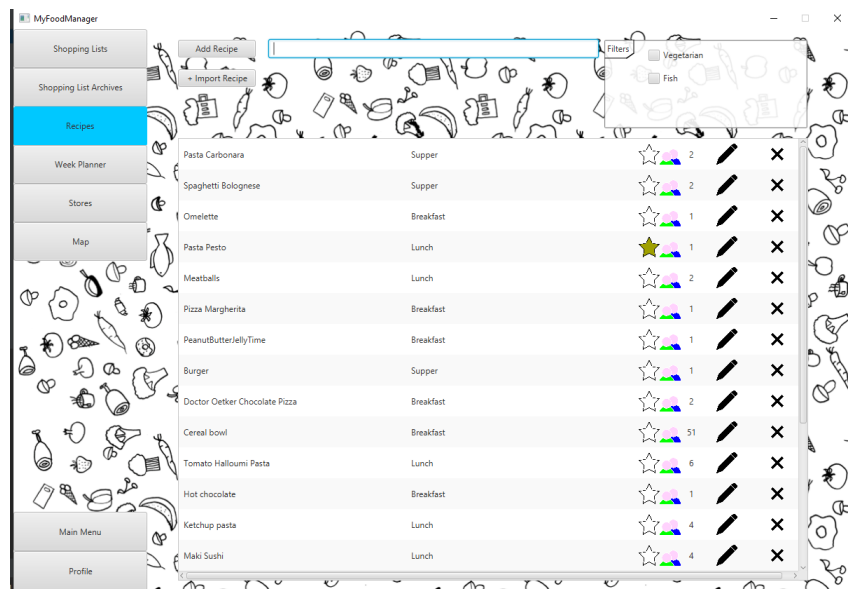 MyFoodManager
Shopping Lists
Shopping List Archives
Recipes
Week Planner
Stores
Map
Main Menu
Profile
Add Recipe
+ Import Recipe
Filters
Vegetarian
Fish
Pasta Carbonara Supper 2
Spaghetti Bolognese Supper 2
Omelette Breakfast 1
Pasta Pesto Lunch 1
Meatballs Lunch 2
Pizza Margherita Breakfast 1
PeanutButterJellyTime Breakfast 1
Burger Supper 1
Doctor Oetker Chocolate Pizza Breakfast 2
Cereal bowl Breakfast 51
Tomato Halloumi Pasta Lunch 6
Hot chocolate Breakfast 1
Ketchup pasta Lunch 4
Maki Sushi Lunch 4